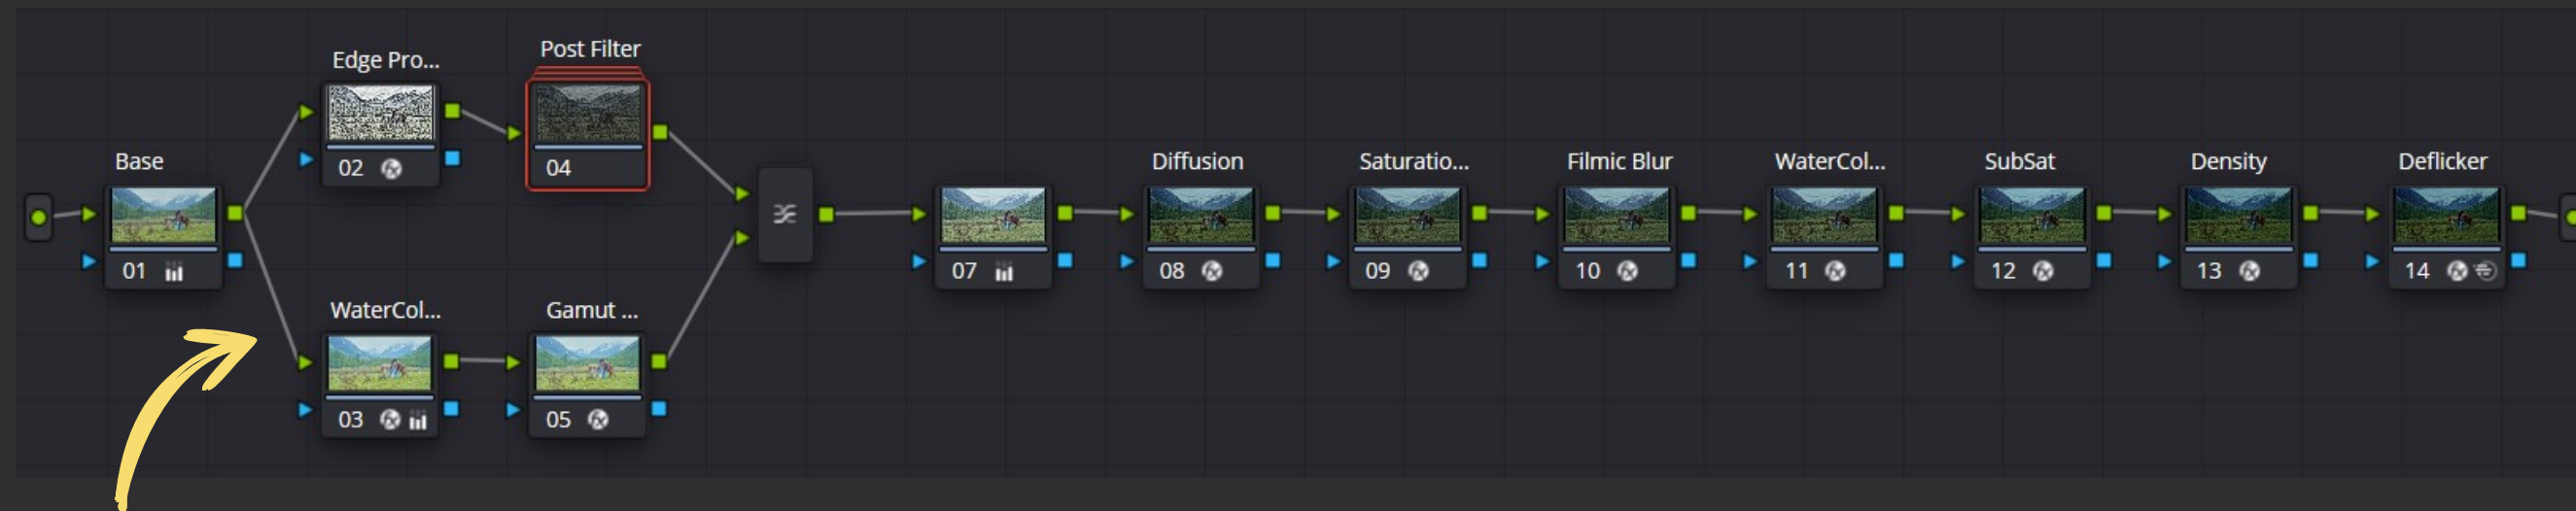 Base
01
Edge Pro...
02
Post Filter
04
WaterCol...
03
Gamut ...
05
07
Diffusion
08
Saturatio...
09
Filmic Blur
10
WaterCol...
11
SubSat
12
Density
13
Deflicker
14